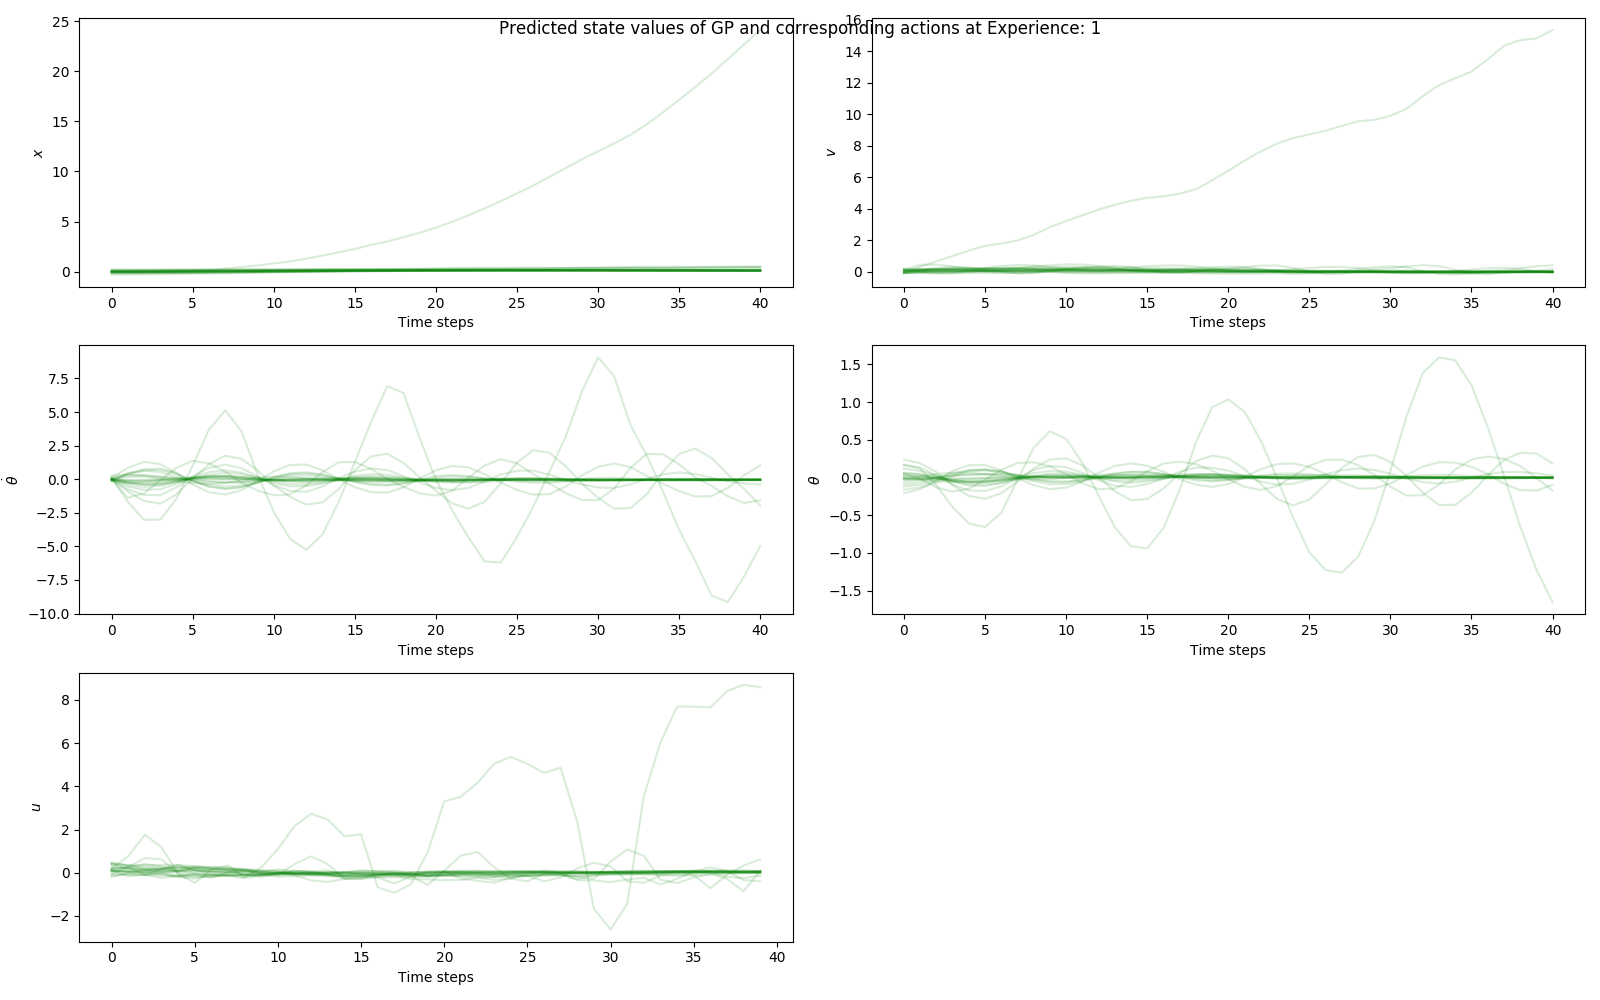 Predicted state values of GP and corresponding actions at Experience: 1
25
20
15
10
5
0
x
0 5 10 15 20 25 30 35 40
Time steps
16
14
12
10
8
6
4
2
0
v
0 5 10 15 20 25 30 35 40
Time steps
7.5
5.0
2.5
0.0
−2.5
−5.0
−7.5
−10.0
θ̇
0 5 10 15 20 25 30 35 40
Time steps
1.5
1.0
0.5
0.0
−0.5
−1.0
−1.5
θ
0 5 10 15 20 25 30 35 40
Time steps
8
6
4
2
0
−2
u
0 5 10 15 20 25 30 35 40
Time steps